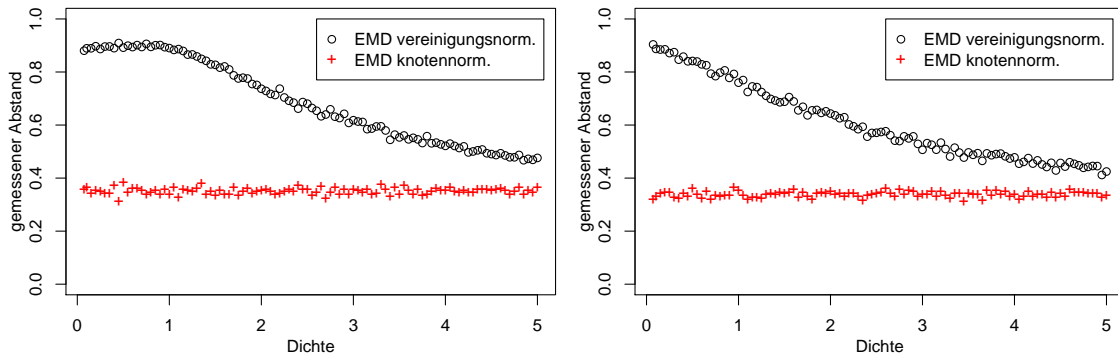 gemessener Abstand
0.0
0.2
0.4
0.6
0.8
1.0
EMD vereinigungsnorm.
EMD knotennorm.
0 1 2 3 4 5
Dichte
gemessener Abstand
0.0
0.2
0.4
0.6
0.8
1.0
EMD vereinigungsnorm.
EMD knotennorm.
0 1 2 3 4 5
Dichte